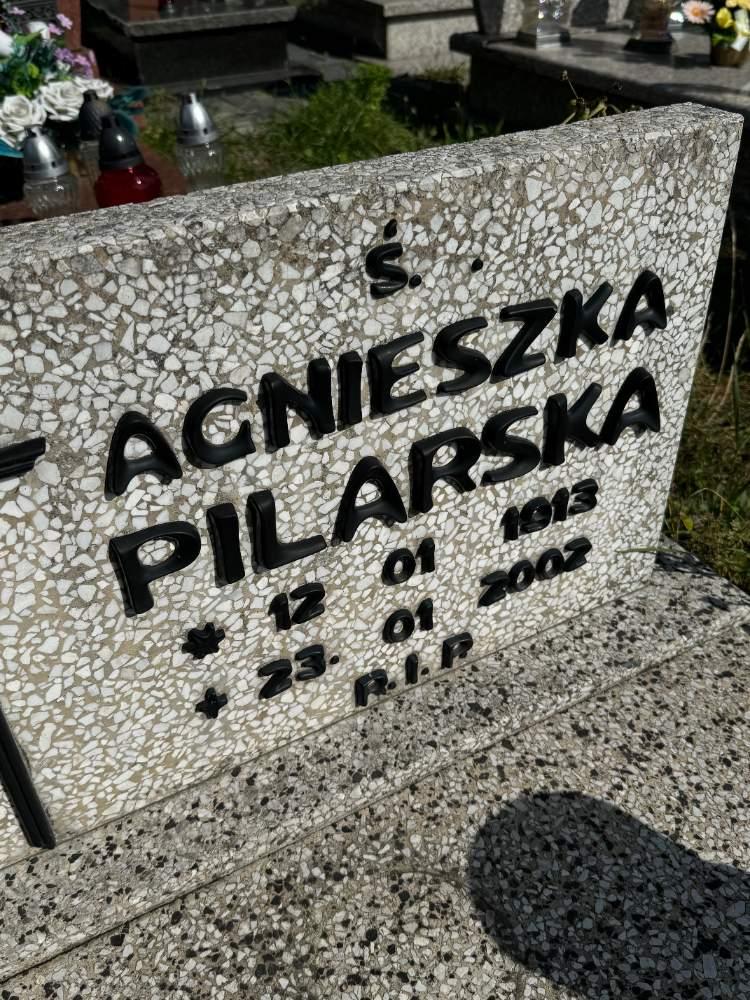 Ś. .
AGNIESZKA
PILARSKA
* 12 01 1913
+ 23. 01 2002
R.I.P